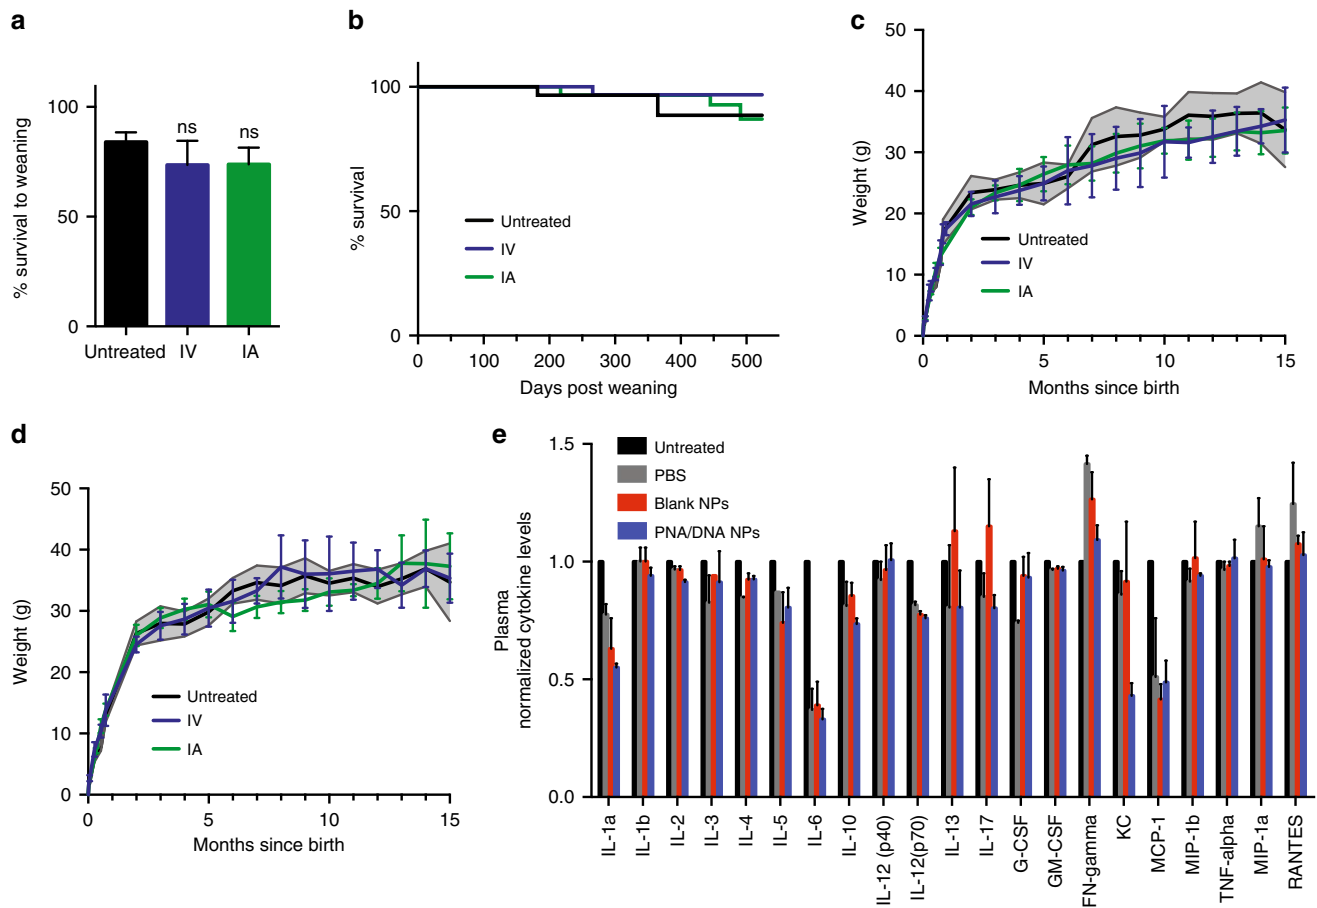 a
% survival to weaning
100
50
0
Untreated
IV
IA
ns
ns
b
% survival
100
50
0
Untreated
IV
IA
0
100
200
300
400
500
Days post weaning
c
Weight (g)
50
40
30
20
10
0
Untreated
IV
IA
0
5
10
15
Months since birth
d
Weight (g)
50
40
30
20
10
0
Untreated
IV
IA
0
5
10
15
Months since birth
e
Plasma
normalized cytokine levels
1.5
1.0
0.5
0.0
Untreated
PBS
Blank NPs
PNA/DNA NPs
IL-1a
IL-1b
IL-2
IL-3
IL-4
IL-5
IL-6
IL-10
IL-12 (p40)
IL-12(p70)
IL-13
IL-17
G-CSF
GM-CSF
FN-gamma
KC
MCP-1
MIP-1b
TNF-alpha
MIP-1a
RANTES